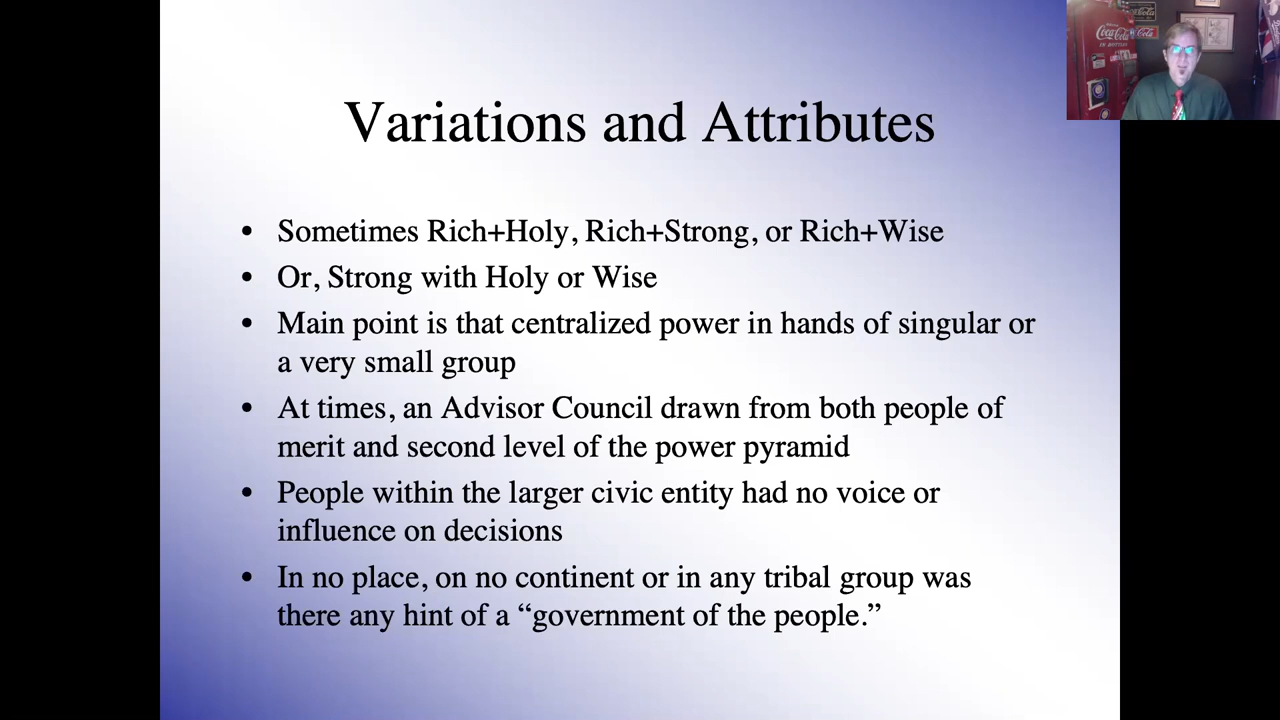 Variations and Attributes
• Sometimes Rich+Holy, Rich+Strong, or Rich+Wise
• Or, Strong with Holy or Wise
• Main point is that centralized power in hands of singular or
a very small group
• At times, an Advisor Council drawn from both people of
merit and second level of the power pyramid
• People within the larger civic entity had no voice or
influence on decisions
• In no place, on no continent or in any tribal group was
there any hint of a “government of the people.”
Coca-Cola